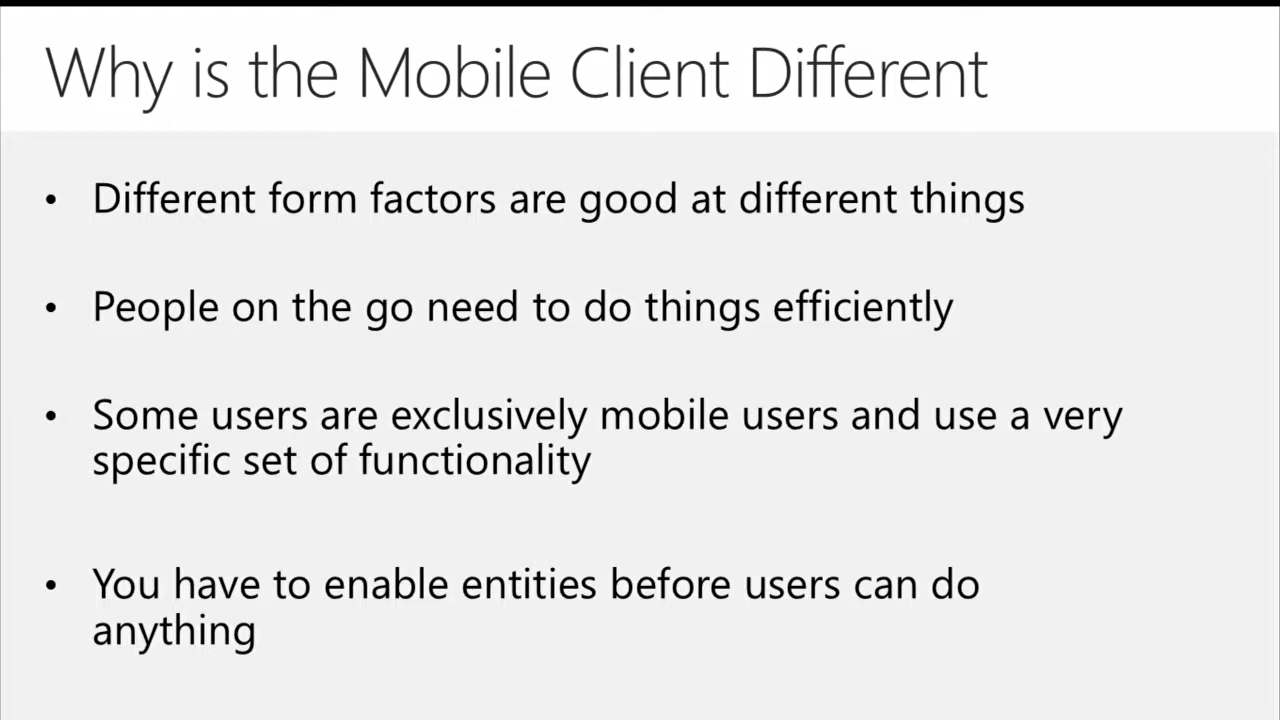 Why is the Mobile Client Different
• Different form factors are good at different things
• People on the go need to do things efficiently
• Some users are exclusively mobile users and use a very
specific set of functionality
• You have to enable entities before users can do
anything